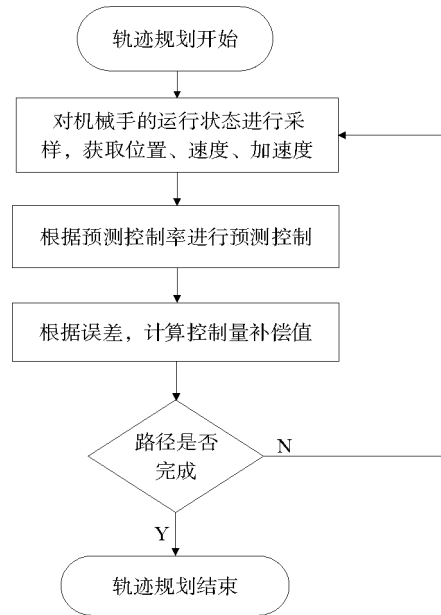 轨迹规划开始
对机械手的运行状态进行采
样，获取位置、速度、加速度
根据预测控制率进行预测控制
根据误差，计算控制量补偿值
路径是否
完成
N
Y
轨迹规划结束